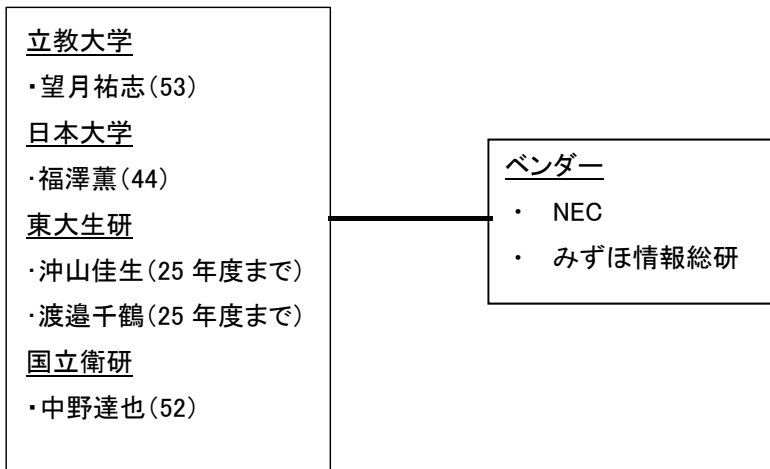 立教大学
・望月祐志(53)
日本大学
・福澤薫(44)
東大生研
・沖山佳生(25 年度まで)
・渡邉千鶴(25 年度まで)
国立衛研
・中野達也(52)
ベンダー
・ NEC
・ みずほ情報総研